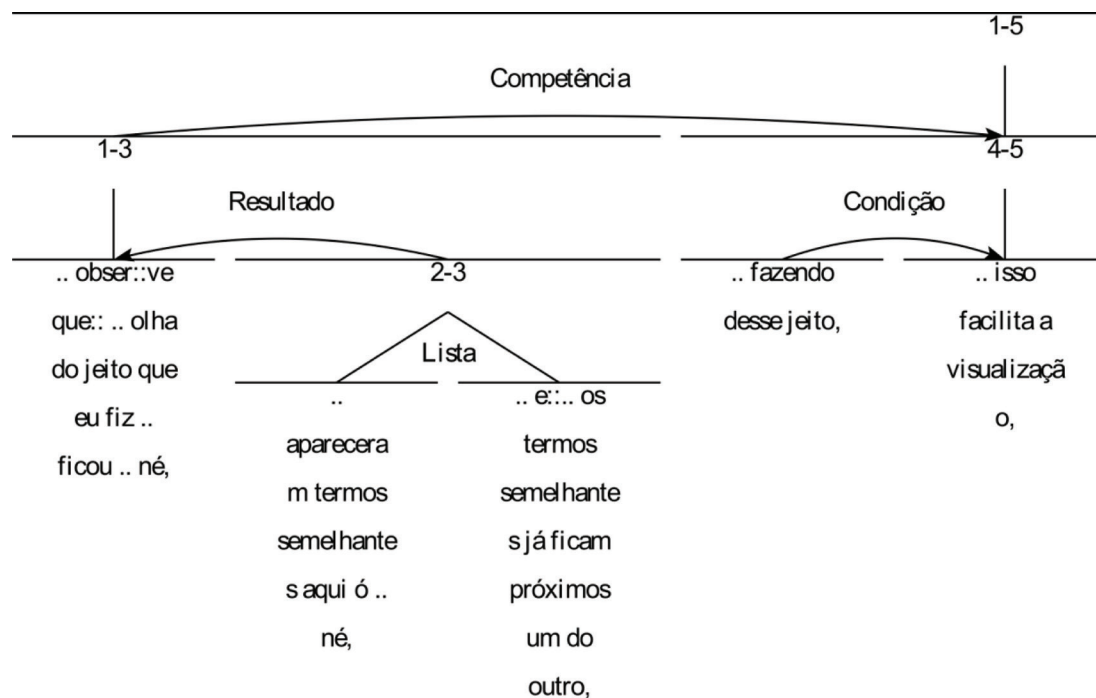 1-5
Competência
1-3
4-5
Resultado
Condição
.. obser::ve
que:: .. olha
do jeito que
eu fiz ..
ficou .. né,
2-3
Lista
..
aparecera
m termos
semelhante
s aqui ó ..
né,
.. e::.. os
termos
semelhante
s já ficam
próximos
um do
outro,
.. fazendo
desse jeito,
.. isso
facilita a
visualizaçã
o,